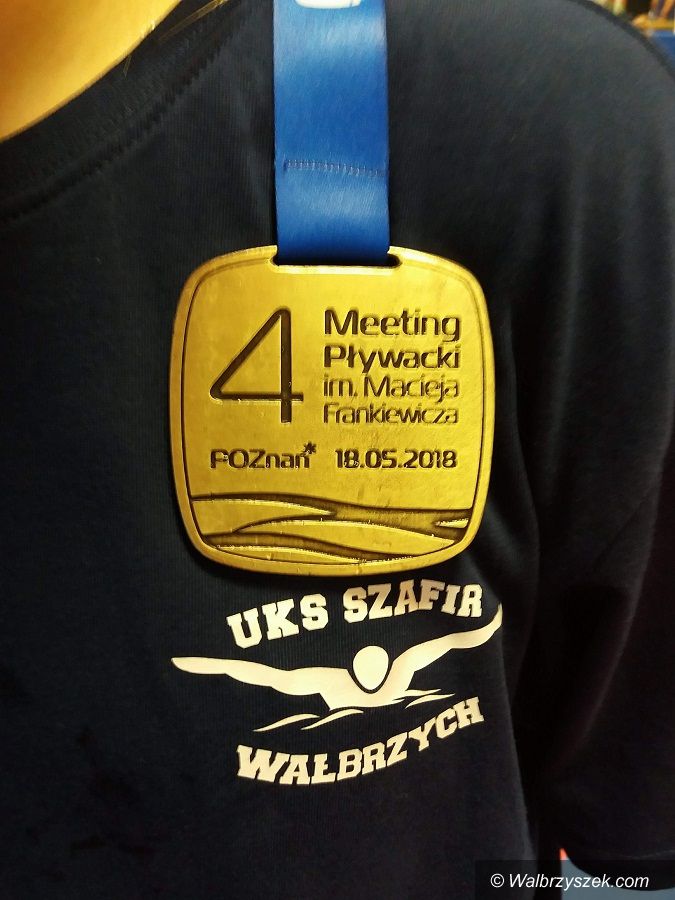 4 Meeting
Pływacki
im. Macieja
Frankiewicza
POZnań* 18.05.2018
UKS SZAFIR
WAŁBRZYCH
© Walbrzyszek.com